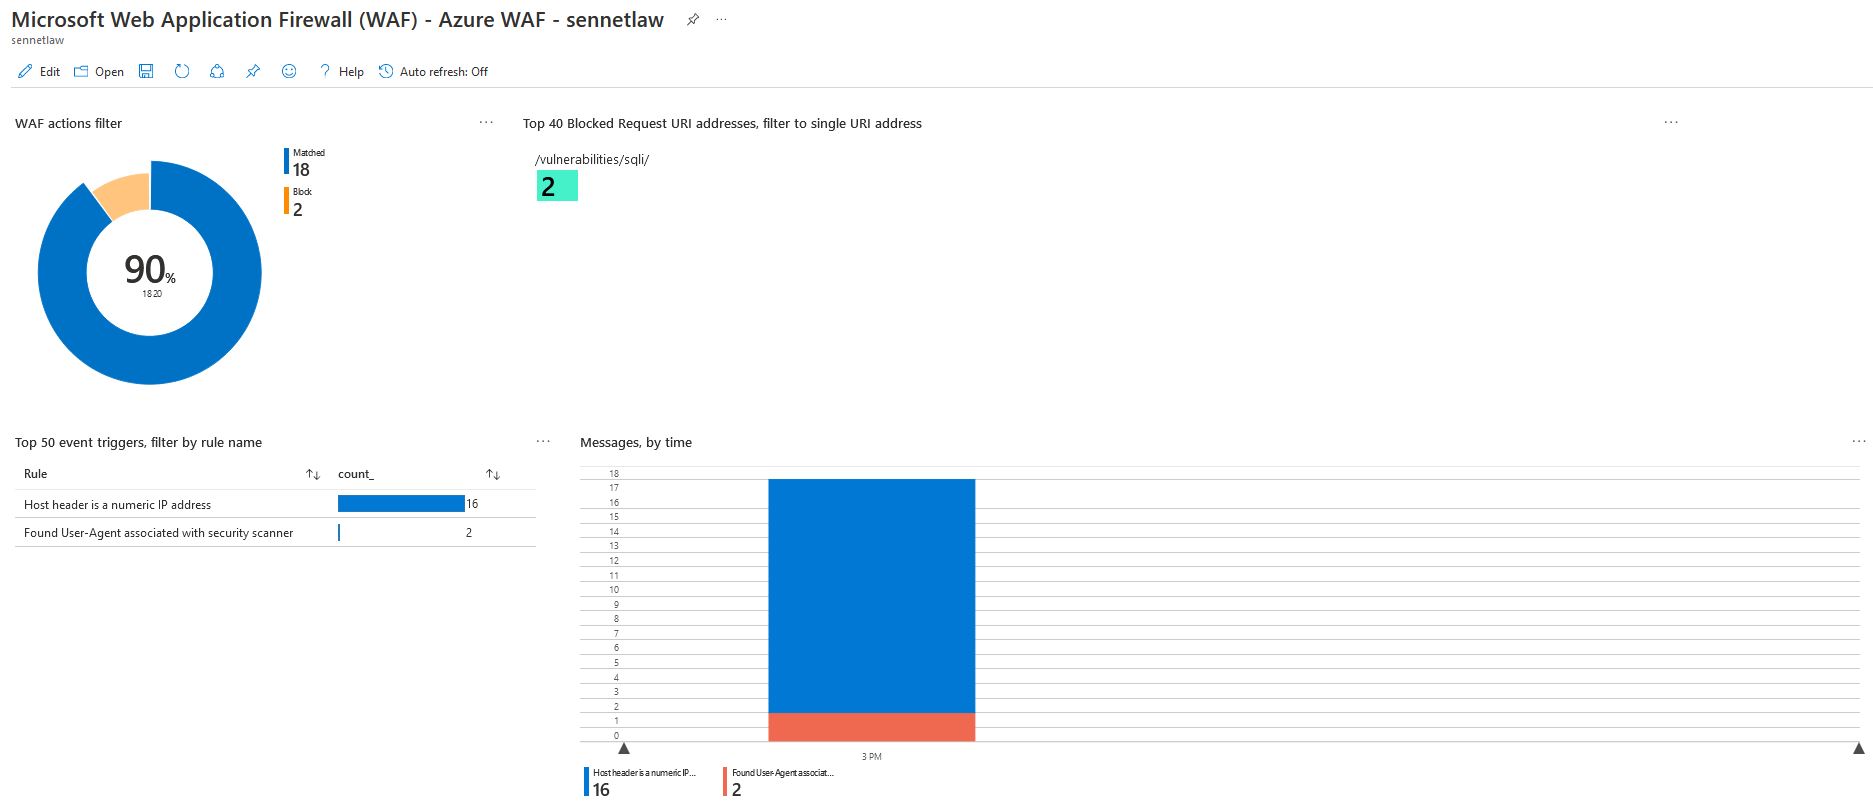 Microsoft Web Application Firewall (WAF) - Azure WAF - sennetlaw ...
sennetlaw
Edit Open ? Help Auto refresh: Off
WAF actions filter ...
Matched
18
Block
2
90%
18 20
Top 40 Blocked Request URI addresses, filter to single URI address ...
/vulnerabilities/sqli/
2
Top 50 event triggers, filter by rule name ...
Rule ↑↓ count_ ↑↓
Host header is a numeric IP address 16
Found User-Agent associated with security scanner 2
Messages, by time ...
18
17
16
15
14
13
12
11
10
9
8
7
6
5
4
3
2
1
0
3 PM
Host header is a numeric IP...
16
Found User-Agent associat...
2